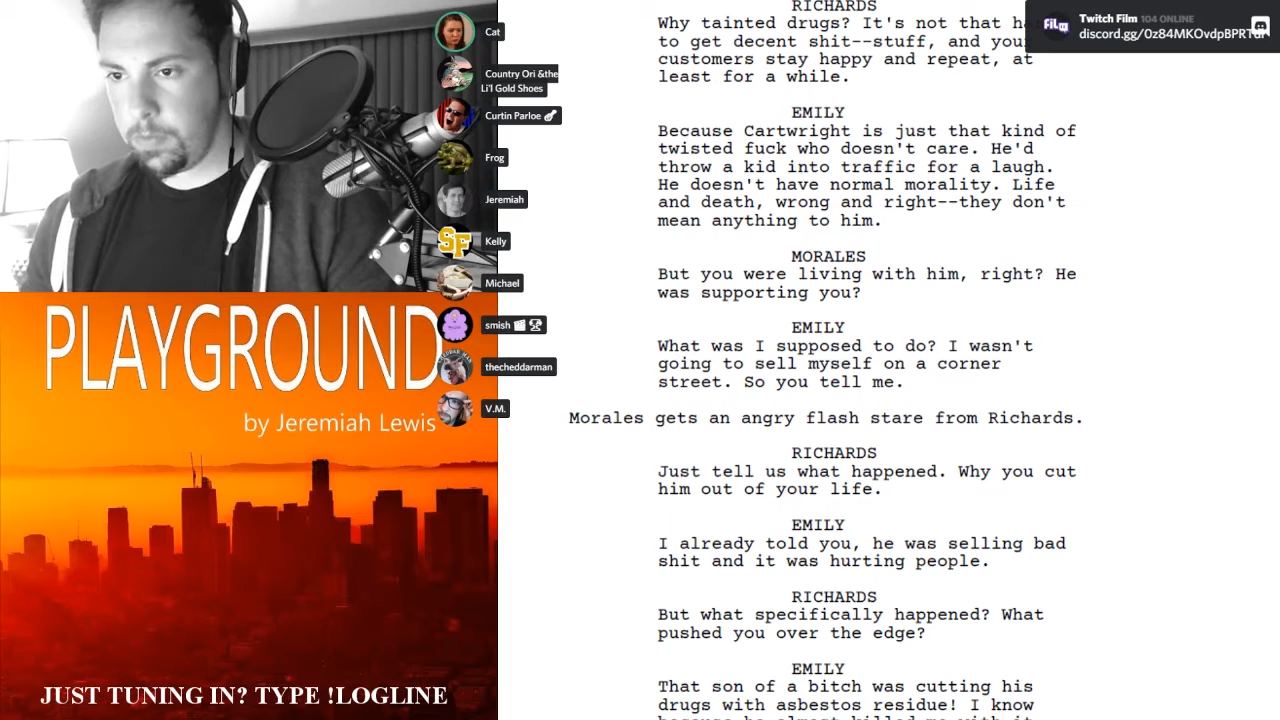 Cat
Country Ori &the
Li'l Gold Shoes
Curtin Parloe
Frog
Jeremiah
SF
Kelly
Michael
smish
thecheddarman
V.M.
PLAYGROUND
by Jeremiah Lewis
JUST TUNING IN? TYPE !LOGLINE
Twitch Film 104 ONLINE
RICHARDS
Why tainted drugs? It's not that
to get decent shit--stuff, and your
customers stay happy and repeat, at
least for a while.
EMILY
Because Cartwright is just that kind of
twisted fuck who doesn't care. He'd
throw a kid into traffic for a laugh.
He doesn't have normal morality. Life
and death, wrong and right--they don't
mean anything to him.
MORALES
But you were living with him, right? He
was supporting you?
EMILY
What was I supposed to do? I wasn't
going to sell myself on a corner
street. So you tell me.
Morales gets an angry flash stare from Richards.
RICHARDS
Just tell us what happened. Why you cut
him out of your life.
EMILY
I already told you, he was selling bad
shit and it was hurting people.
RICHARDS
But what specifically happened? What
pushed you over the edge?
EMILY
That son of a bitch was cutting his
drugs with asbestos residue! I know
because he almost killed me with it